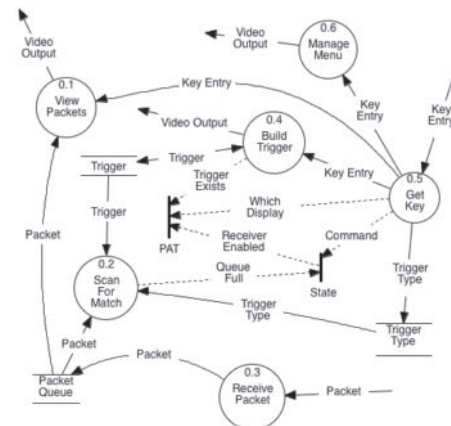 Video
Output
0.1
View
Packets
Video Output
0.6
Manage
Menu
Key Entry
Key
Entry
Key
Entry
Video Output
0.4
Build
Trigger
Trigger
Trigger
Trigger
Exists
Key Entry
0.5
Get
Key
Which
Display
PAT
Receiver
Enabled
Command
Packet
Trigger
0.2
Scan
For
Match
Queue
Full
State
Trigger
Type
Trigger
Type
Trigger
Type
Packet
Packet
Queue
Packet
0.3
Receive
Packet
Packet